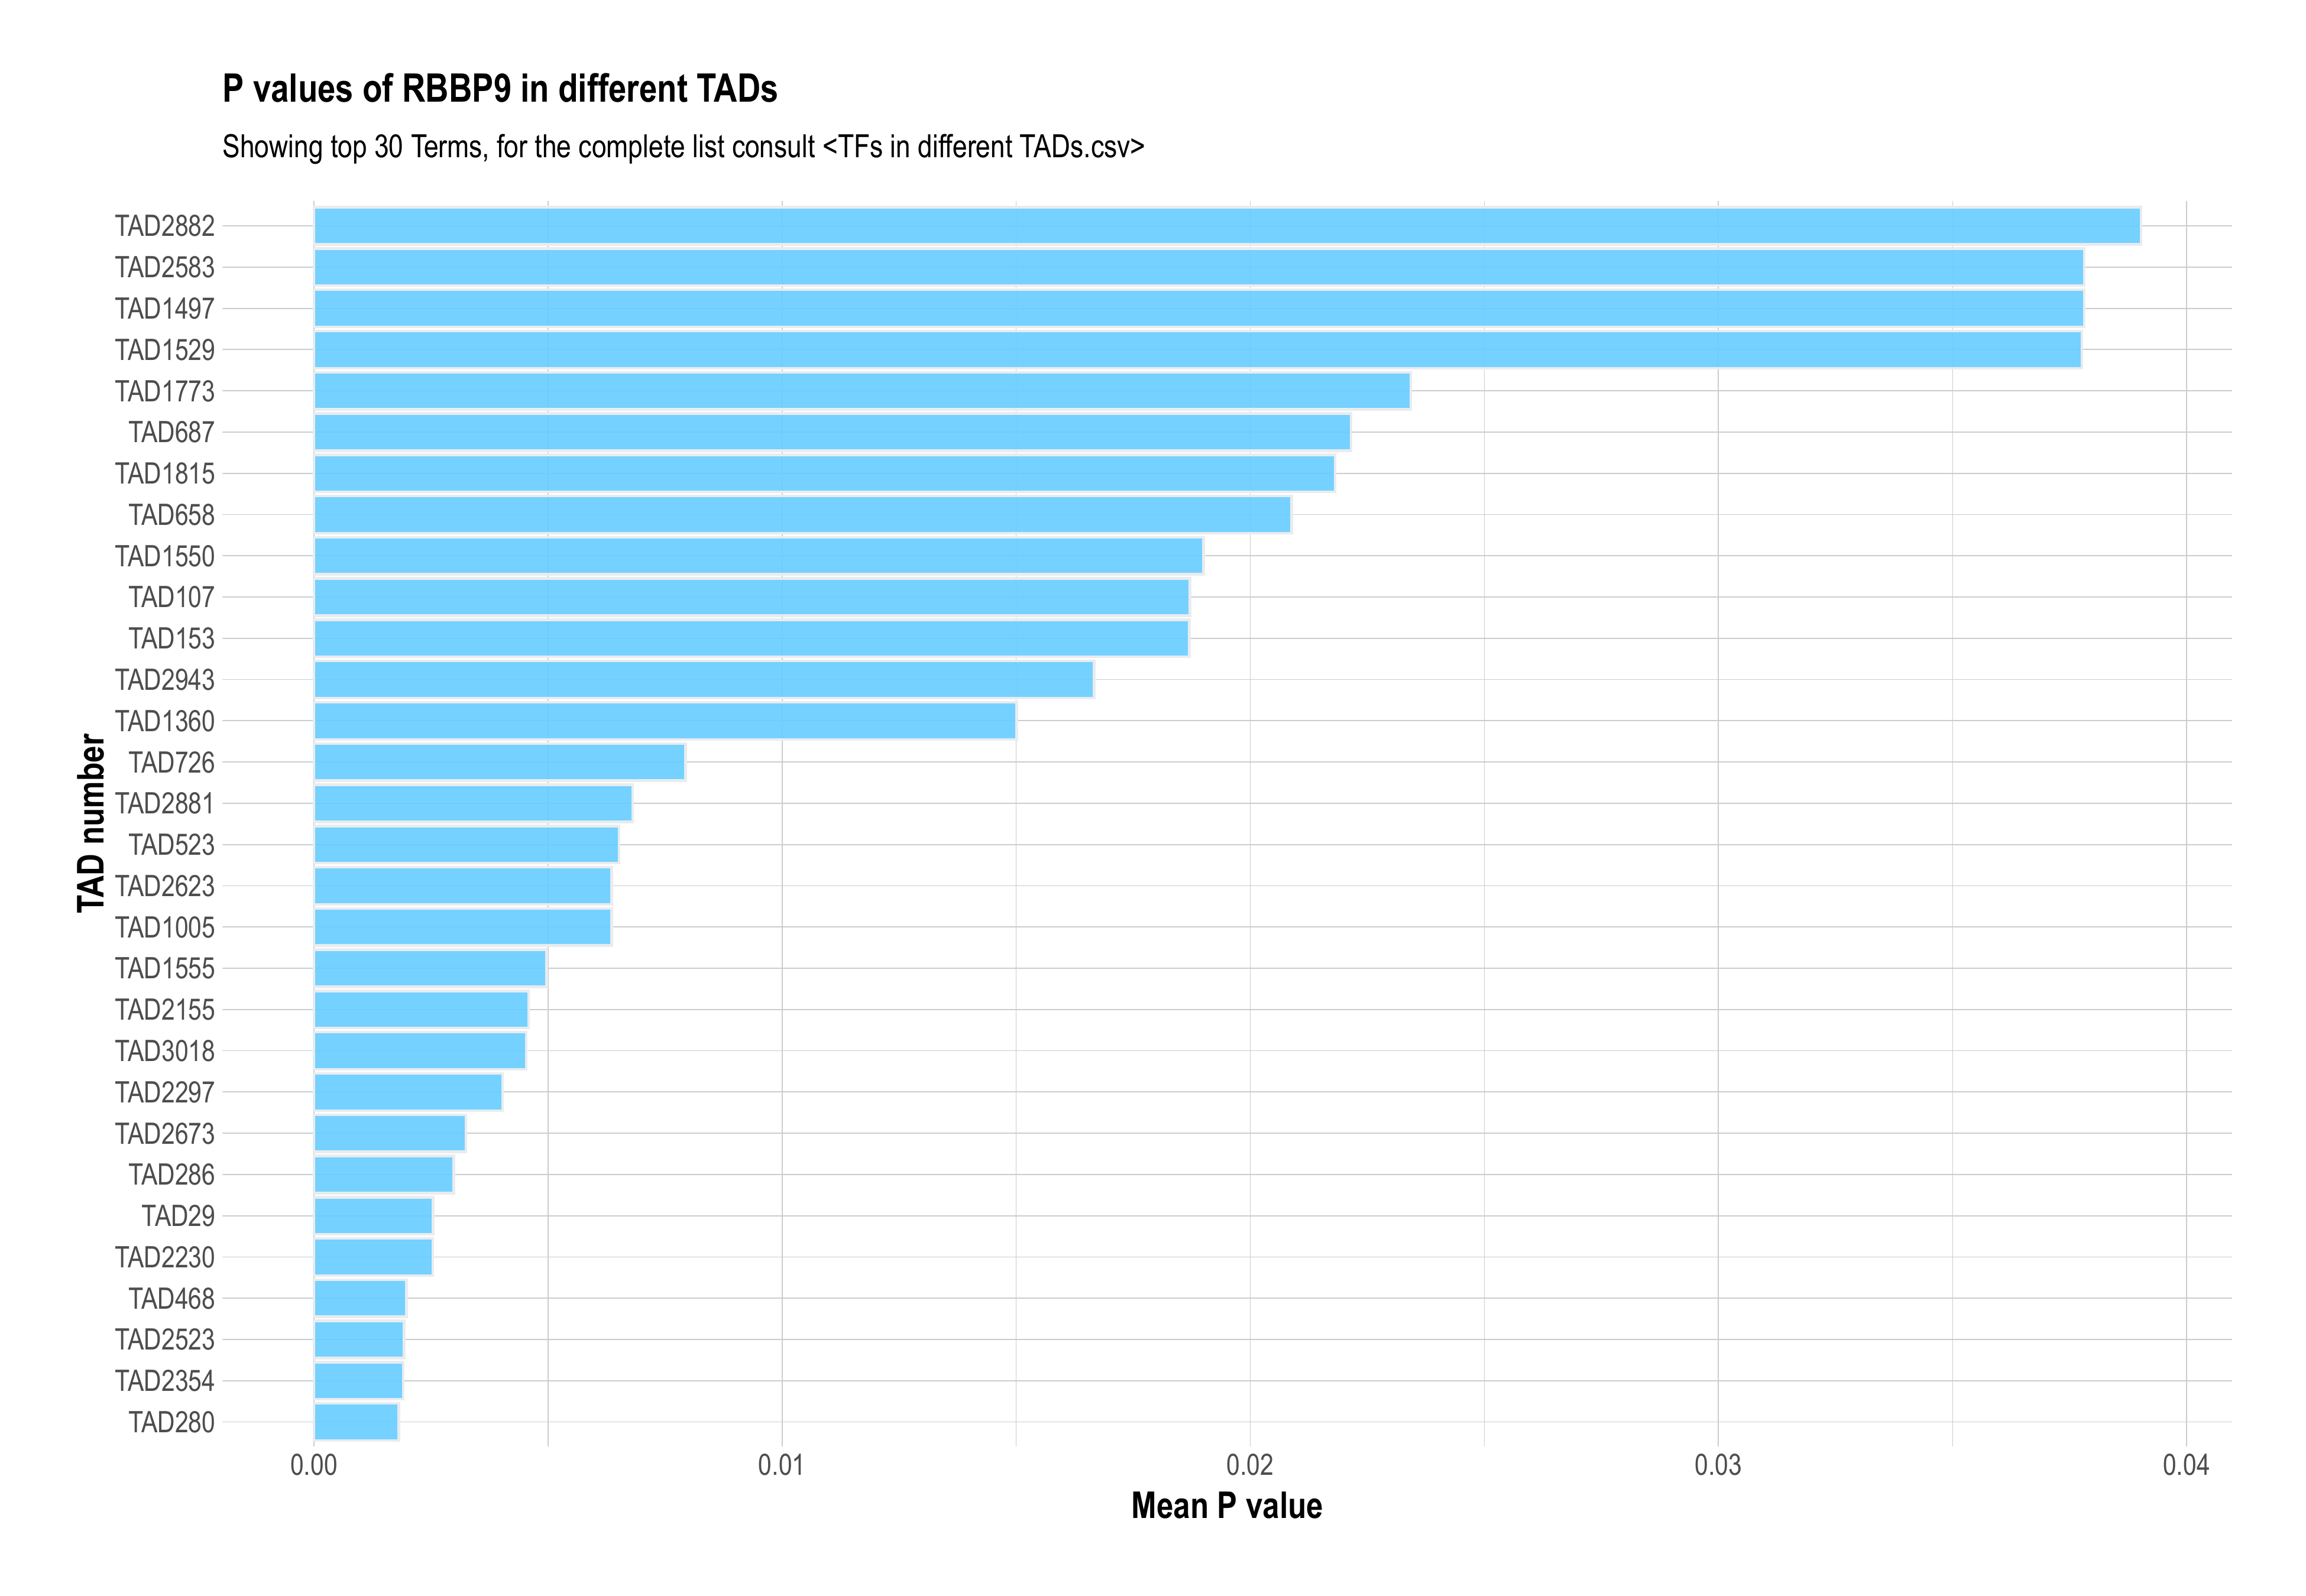 P values of RBBP9 in different TADs
Showing top 30 Terms, for the complete list consult <TFs in different TADs.csv>
TAD number
TAD2882
TAD2583
TAD1497
TAD1529
TAD1773
TAD687
TAD1815
TAD658
TAD1550
TAD107
TAD153
TAD2943
TAD1360
TAD726
TAD2881
TAD523
TAD2623
TAD1005
TAD1555
TAD2155
TAD3018
TAD2297
TAD2673
TAD286
TAD29
TAD2230
TAD468
TAD2523
TAD2354
TAD280
0.00 0.01 0.02 0.03 0.04
Mean P value